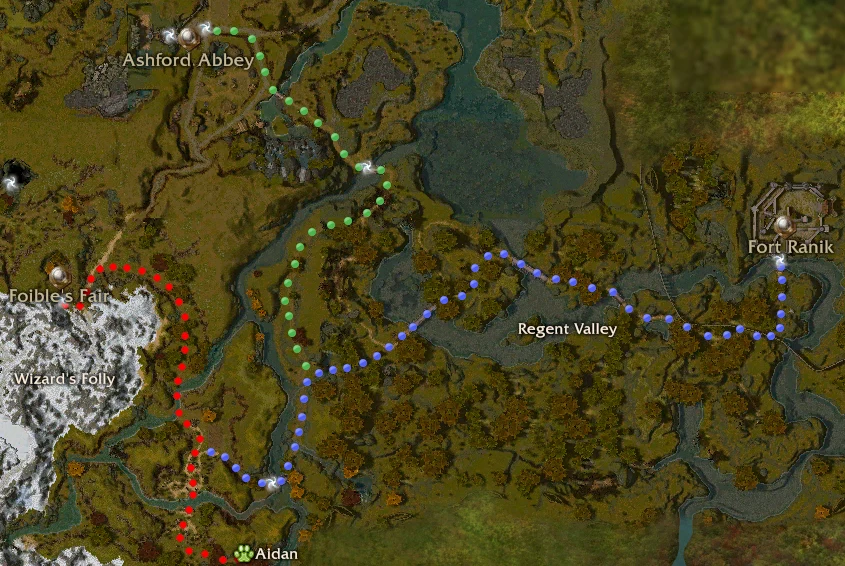 Ashford Abbey
Fort Ranik
Foible's Fair
Regent Valley
Wizard's Folly
Aidan